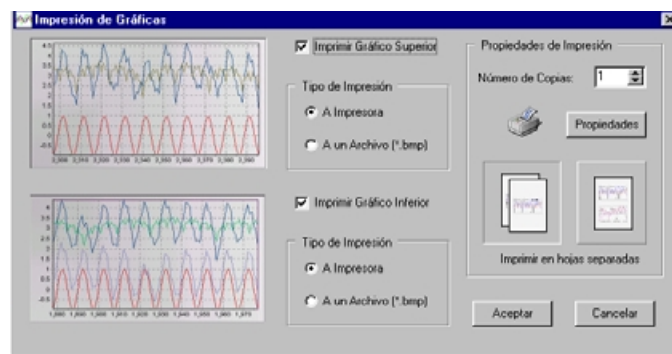 Impresión de Gráficas
Imprimir Gráfico Superior
Tipo de Impresión
A Impresora
A un Archivo (*.bmp)
Imprimir Gráfico Inferior
Tipo de Impresión
A Impresora
A un Archivo (*.bmp)
Propiedades de Impresión
Número de Copias:
1
Propiedades
Imprimir en hojas separadas
Aceptar
Cancelar